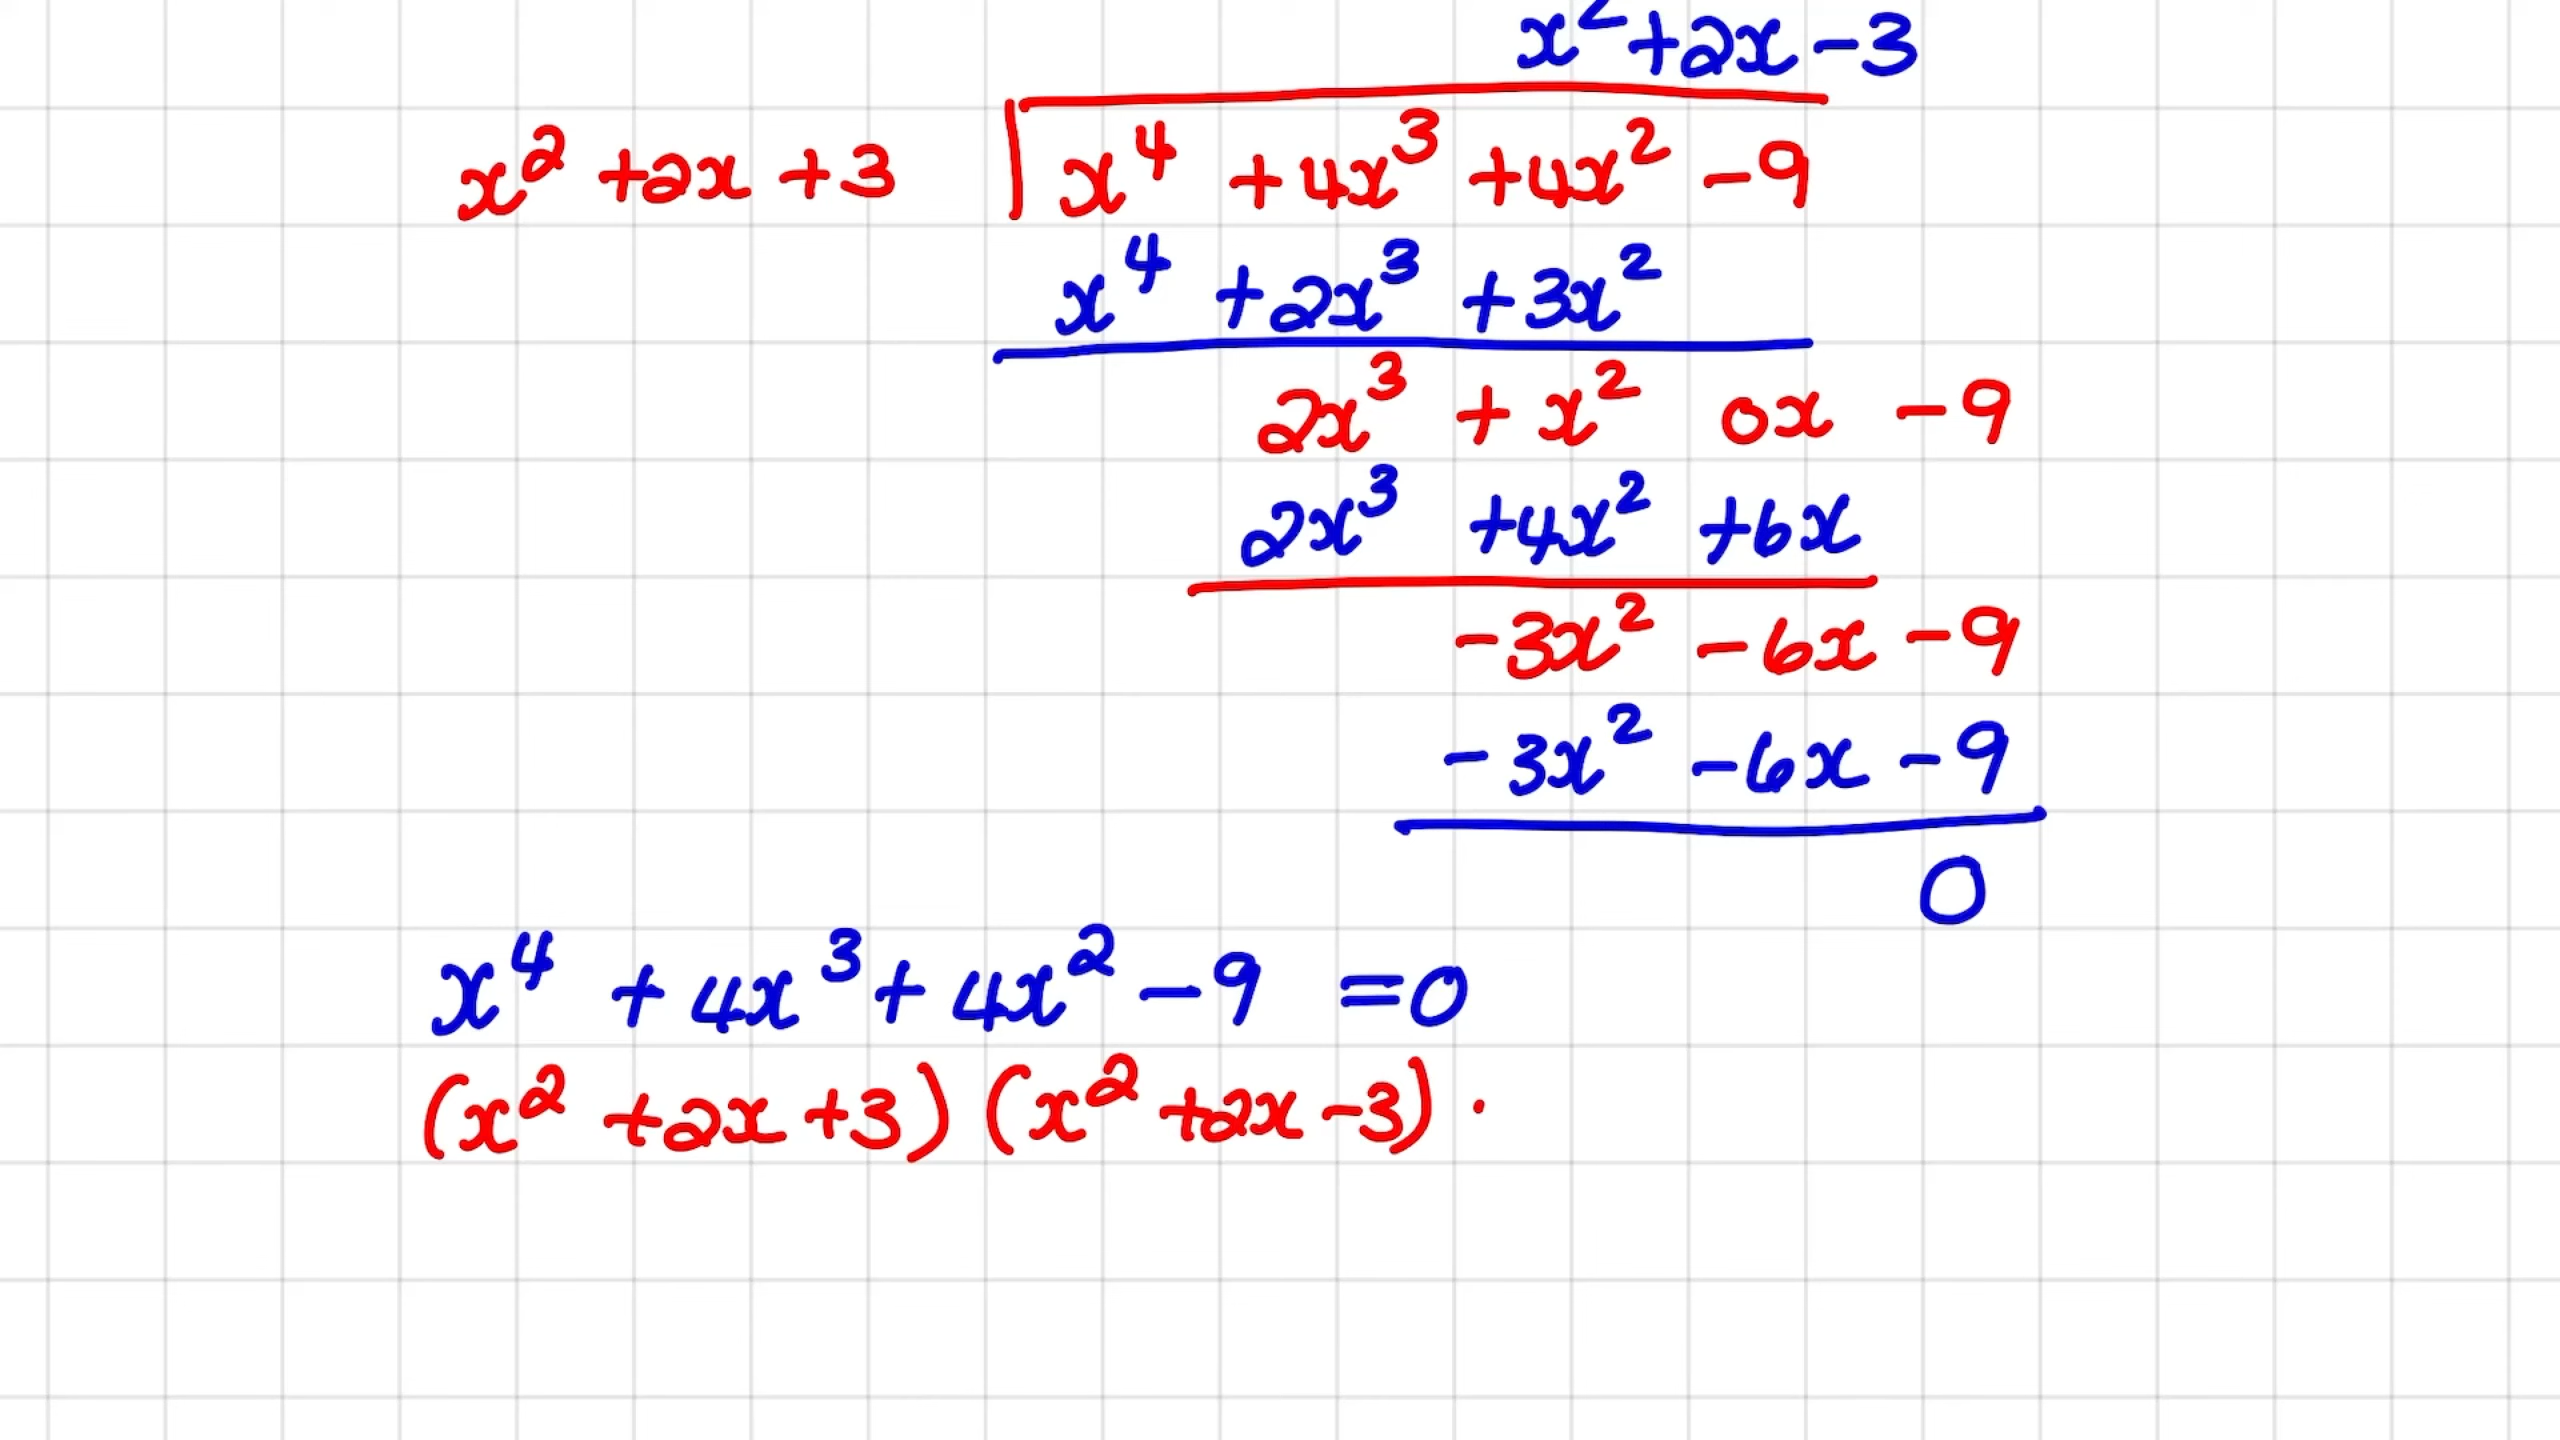 x² +2x -3
x² +2x +3 x⁴ +4x³ +4x² -9
x⁴ +2x³ +3x²
2x³ + x² 0x -9
2x³ +4x² +6x
-3x² -6x -9
-3x² -6x -9
0
x⁴ + 4x³ + 4x² -9 =0
(x² +2x +3) (x² +2x -3) ·